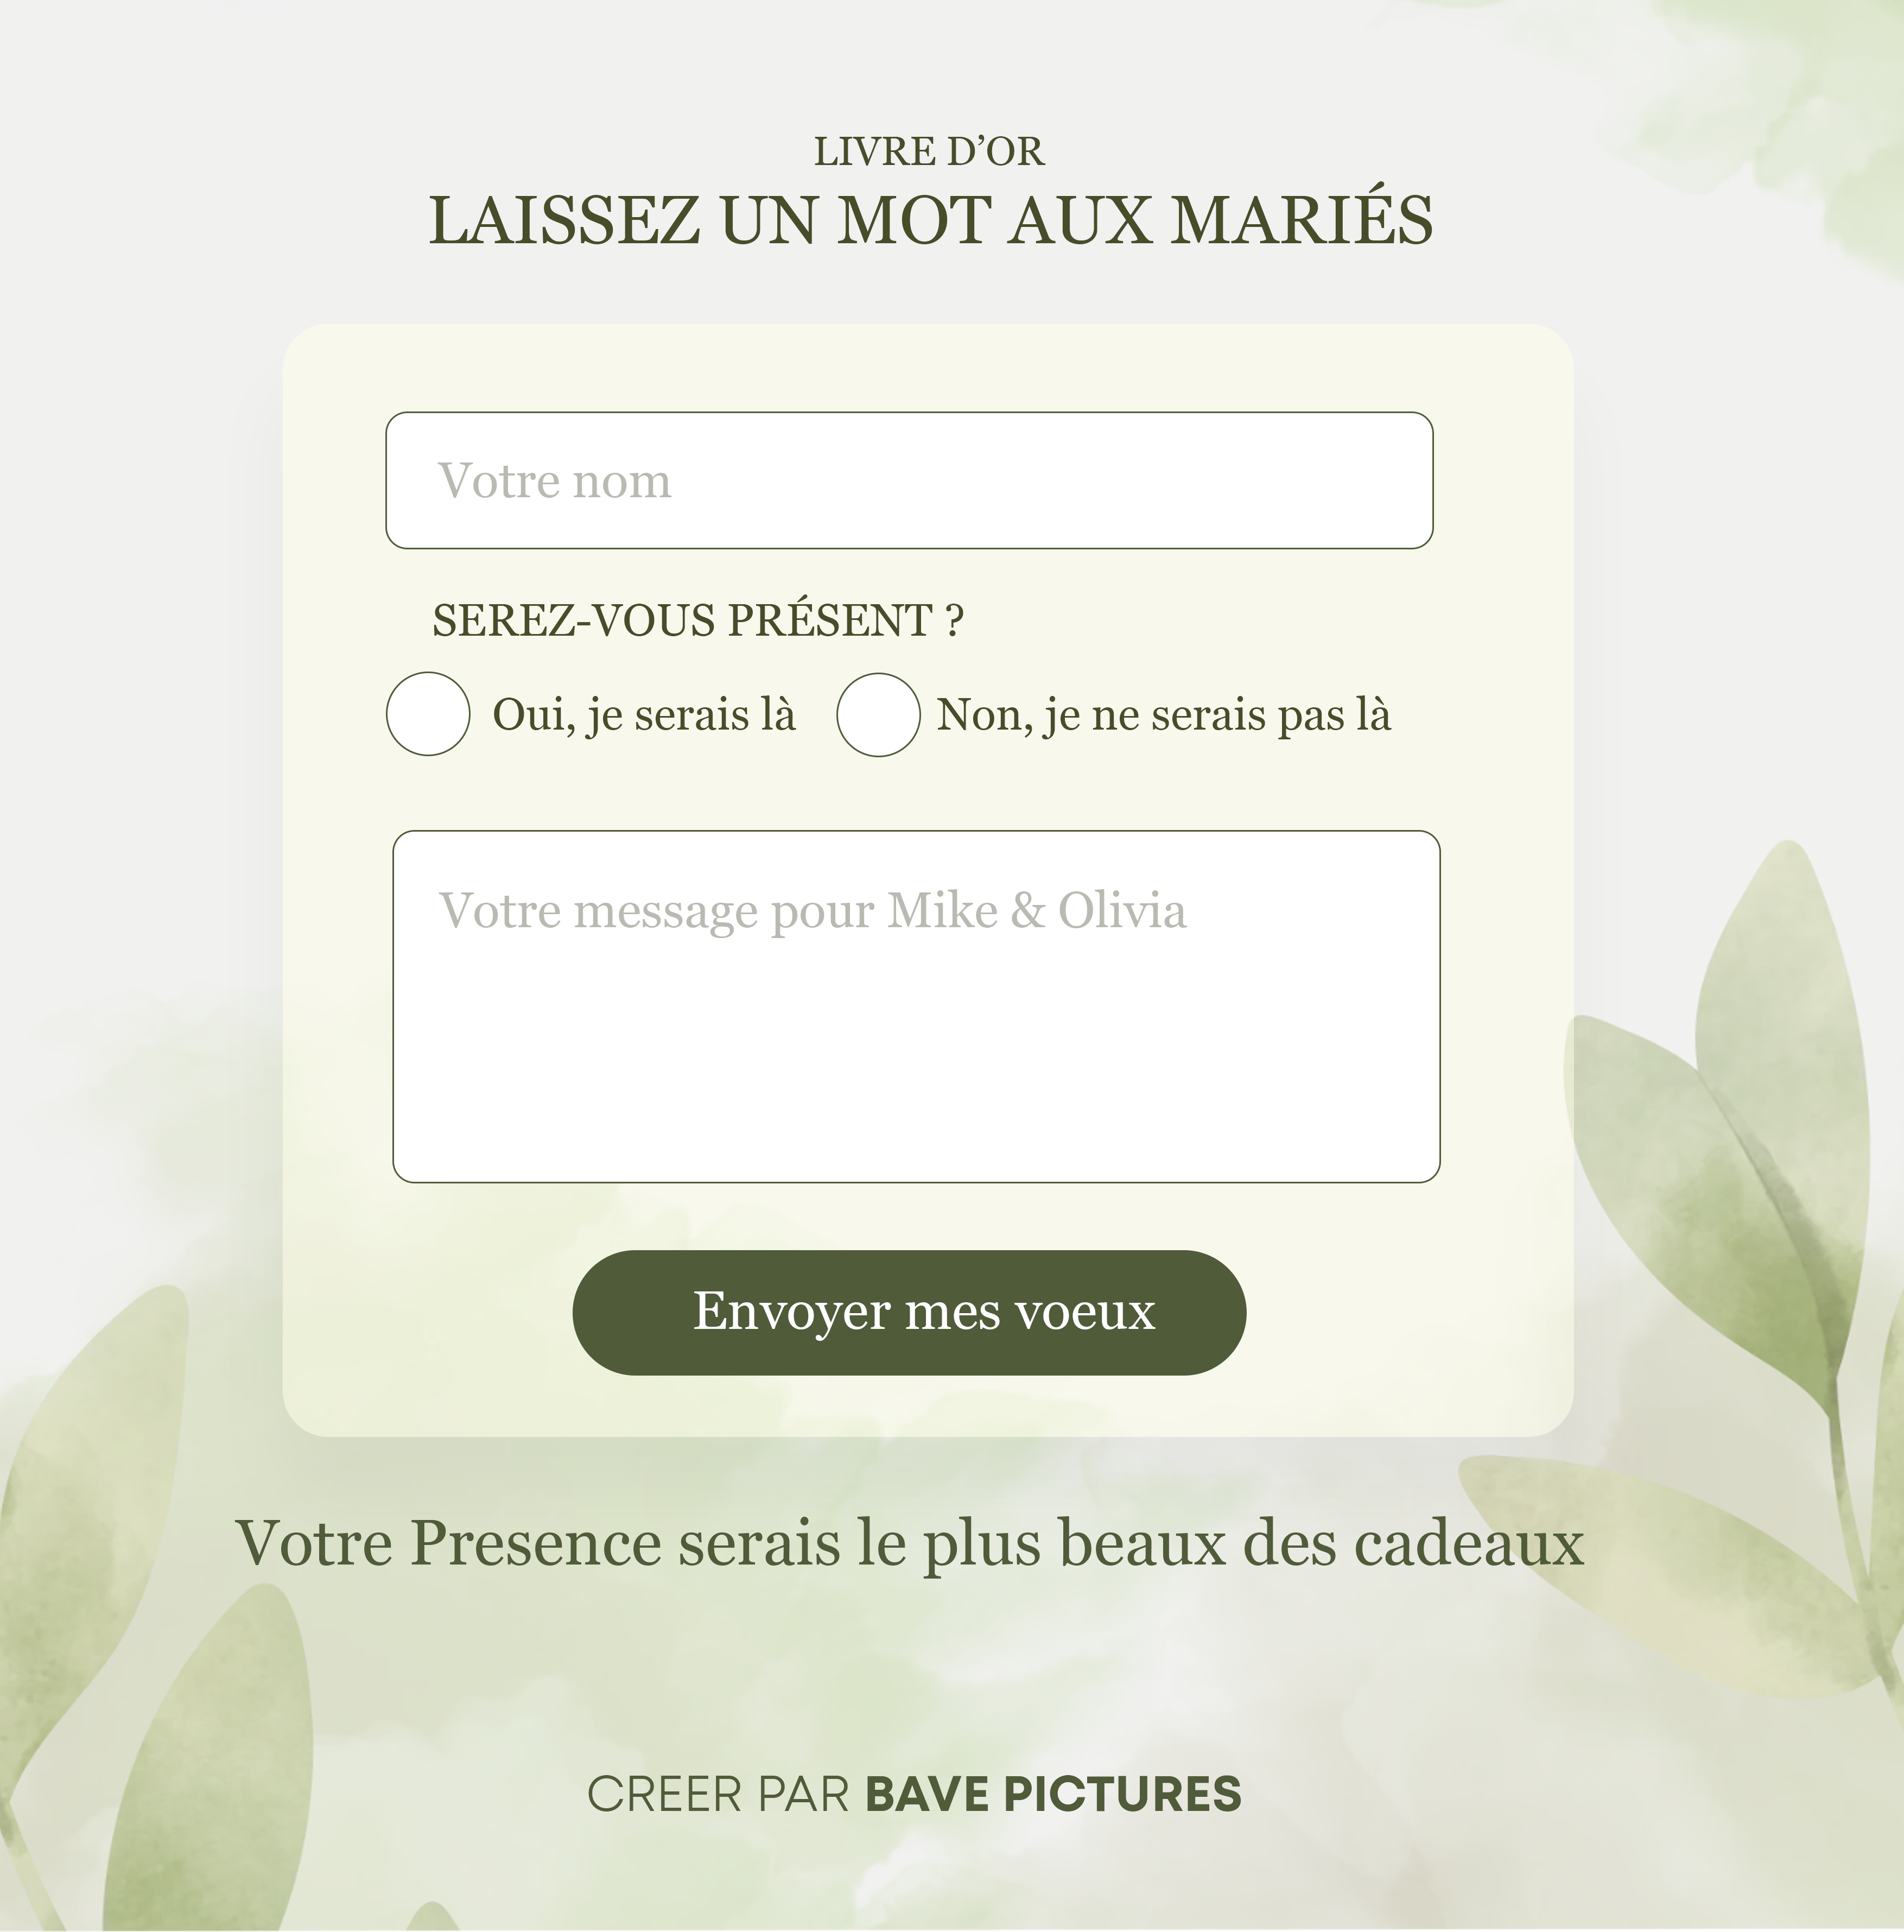 LIVRE D’OR
LAISSEZ UN MOT AUX MARIÉS
Votre nom
SEREZ-VOUS PRÉSENT ?
Oui, je serais là Non, je ne serais pas là
Votre message pour Mike & Olivia
Envoyer mes voeux
Votre Presence serais le plus beaux des cadeaux
CREER PAR BAVE PICTURES